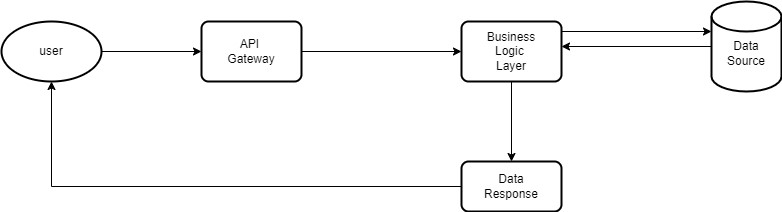 user
API
Gateway
Business
Logic
Layer
Data
Source
Data
Response